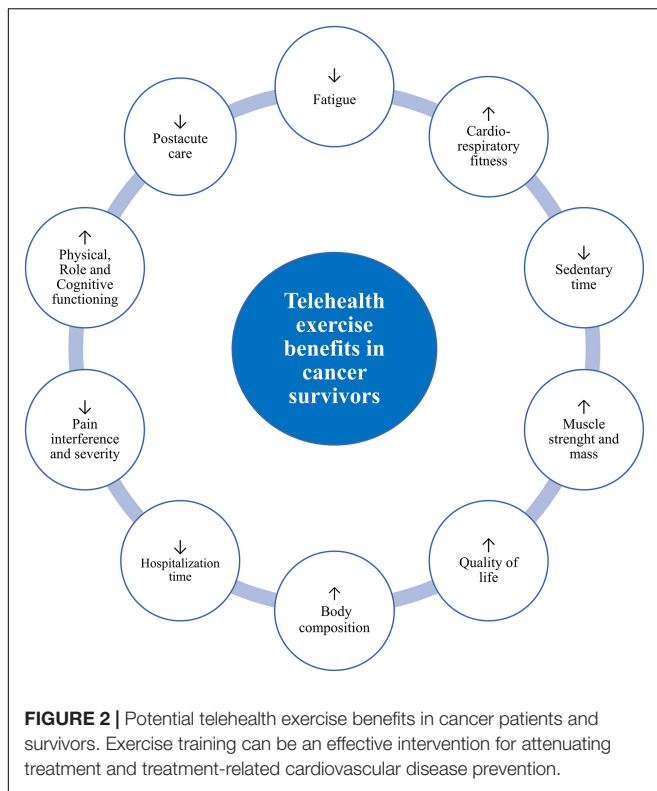 ↓
Fatigue
↑
Cardio-
respiratory
fitness
↓
Sedentary
time
↑
Muscle
strenght and
mass
↑
Quality of
life
↑
Body
composition
↓
Hospitalization
time
↓
Pain
interference
and severity
↑
Physical,
Role and
Cognitive
functioning
↓
Postacute
care
Telehealth
exercise
benefits in
cancer
survivors
FIGURE 2 | Potential telehealth exercise benefits in cancer patients and
survivors. Exercise training can be an effective intervention for attenuating
treatment and treatment-related cardiovascular disease prevention.